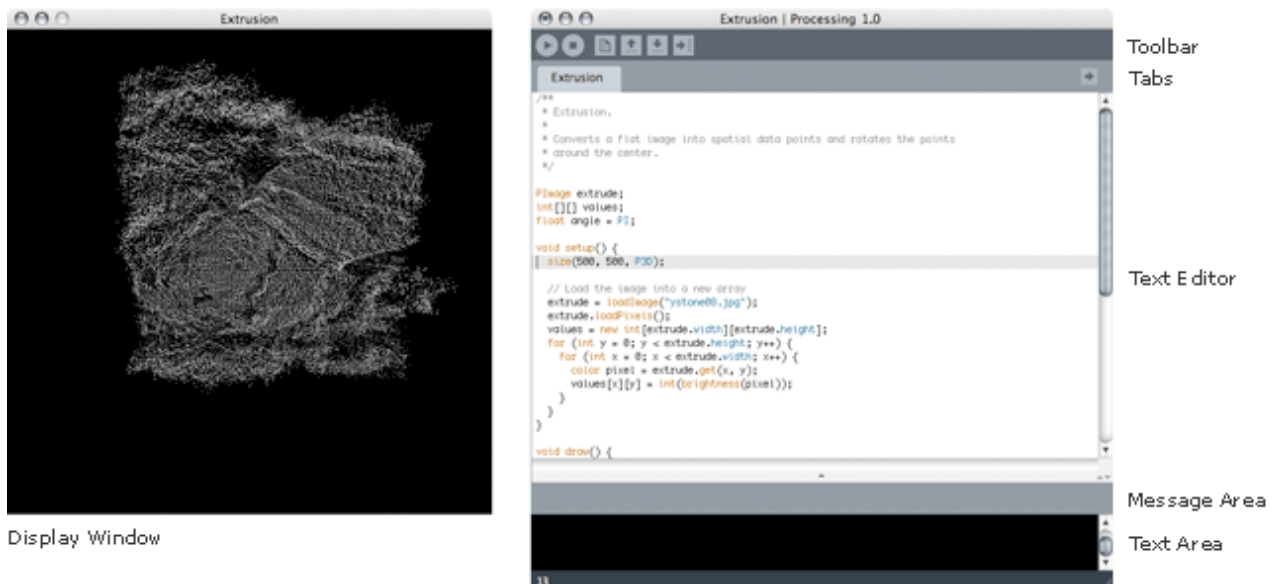 Extrusion
Display Window
Extrusion | Processing 1.0
Extrusion
/**
* Extrusion.
*
* Converts a flat image into spatial data points and rotates the points
* around the center.
*/
PImage extrude;
int[][] values;
float angle = PI;
void setup() {
size(500, 500, P3D);
// Load the image into a new array
extrude = loadImage("ystone08.jpg");
extrude.loadPixels();
values = new int[extrude.width][extrude.height];
for (int y = 0; y < extrude.height; y++) {
for (int x = 0; x < extrude.width; x++) {
color pixel = extrude.get(x, y);
values[x][y] = int(brightness(pixel));
}
}
}
void draw() {
13
Toolbar
Tabs
Text Editor
Message Area
Text Area